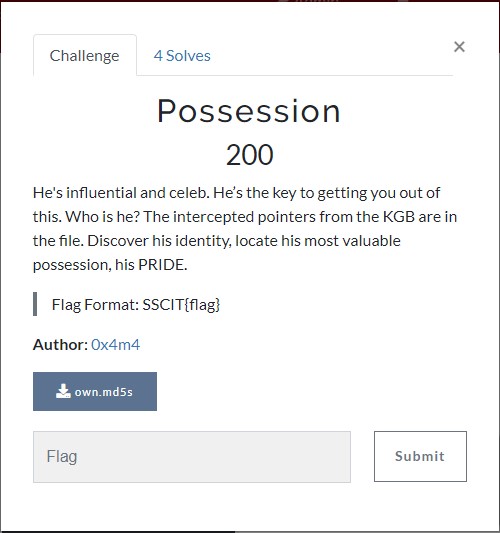 Challenge
4 Solves
×
Possession
200
He's influential and celeb. He’s the key to getting you out of
this. Who is he? The intercepted pointers from the KGB are in
the file. Discover his identity, locate his most valuable
possession, his PRIDE.
Flag Format: SSCIT{flag}
Author: 0x4m4
own.md5s
Flag
Submit